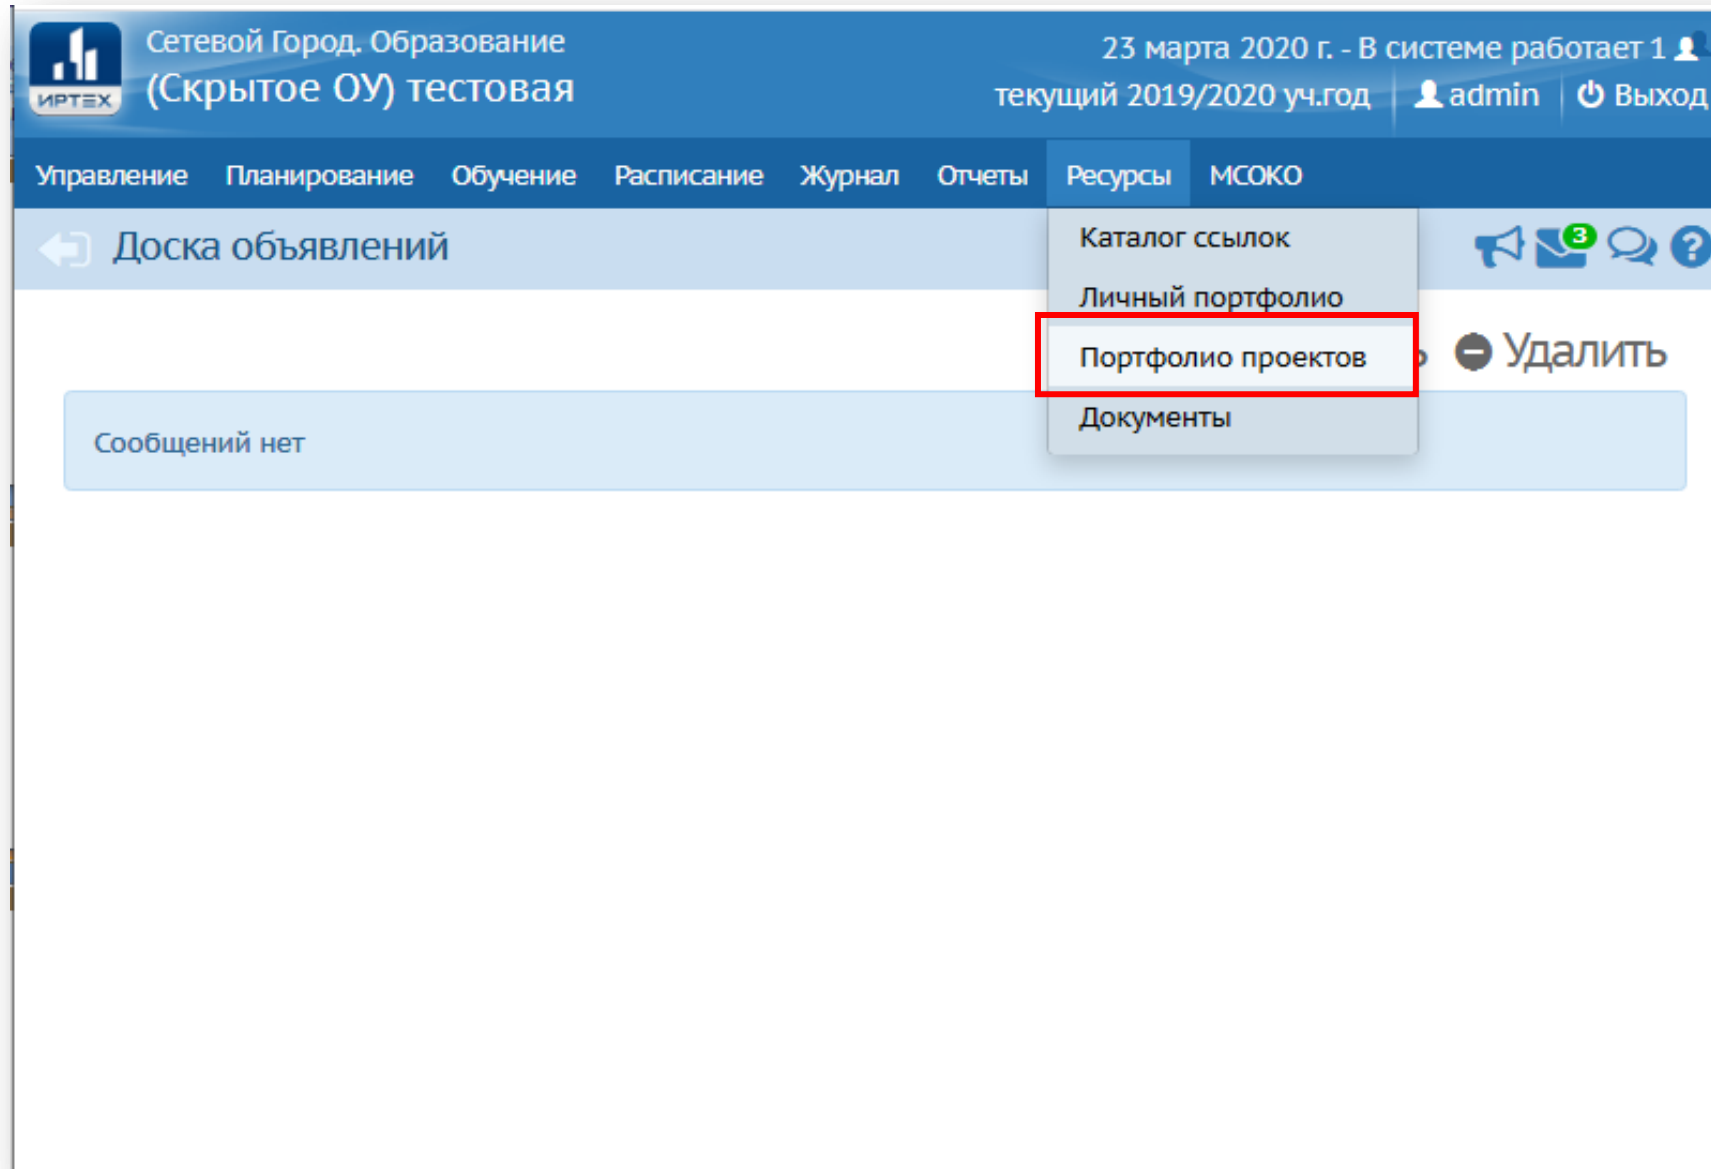 Сетевой Город. Образование
(Скрытое ОУ) тестовая
ИРТЕХ
23 марта 2020 г. - В системе работает 1
текущий 2019/2020 уч.год admin Выход
Управление Планирование Обучение Расписание Журнал Отчеты Ресурсы МСОКО
Доска объявлений
3 ?
Каталог ссылок
Личный портфолио
Портфолио проектов
Документы
Удалить
Сообщений нет